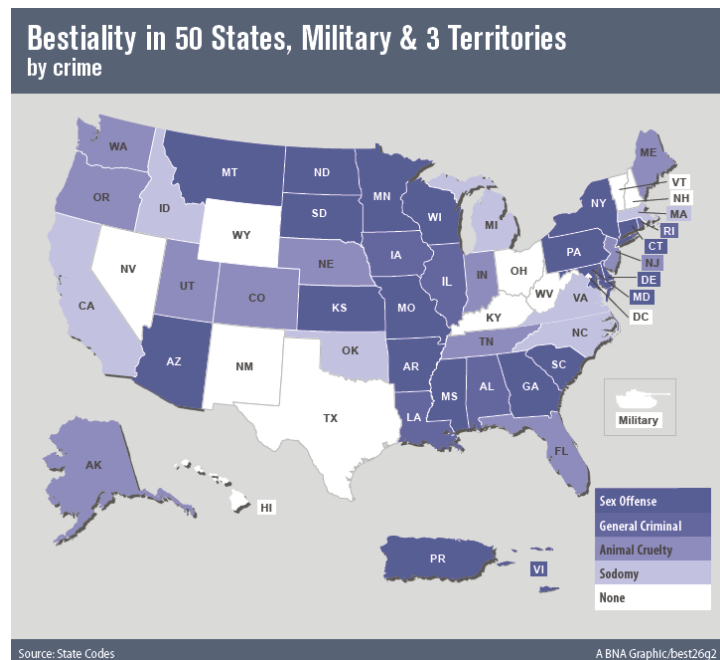 Bestiality in 50 States, Military & 3 Territories
by crime
WA
MT
ND
MN
ME
OR
ID
SD
WI
MI
NY
VT
NH
MA
RI
CT
NJ
DE
MD
DC
WY
IA
PA
NV
NE
IL
IN
OH
UT
CO
KS
MO
WV
VA
CA
KY
NC
TN
AZ
NM
OK
AR
SC
MS
AL
GA
TX
LA
Military
FL
AK
HI
Sex Offense
General Criminal
Animal Cruelty
Sodomy
None
PR
VI
Source: State Codes
A BNA Graphic/best26g2